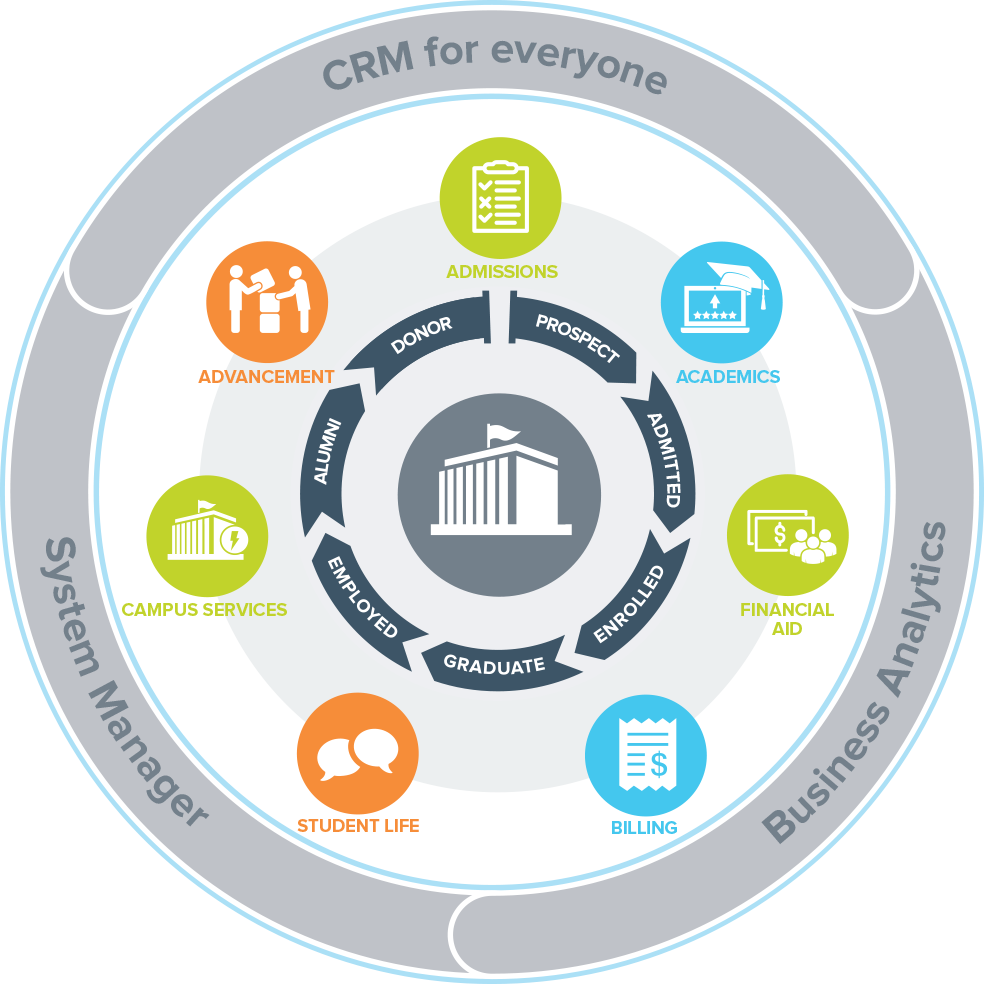 CRM for everyone
Business Analytics
System Manager
ADMISSIONS
ACADEMICS
FINANCIAL
AID
BILLING
STUDENT LIFE
CAMPUS SERVICES
ADVANCEMENT
PROSPECT
ADMITTED
ENROLLED
GRADUATE
EMPLOYED
ALUMNI
DONOR
$
$